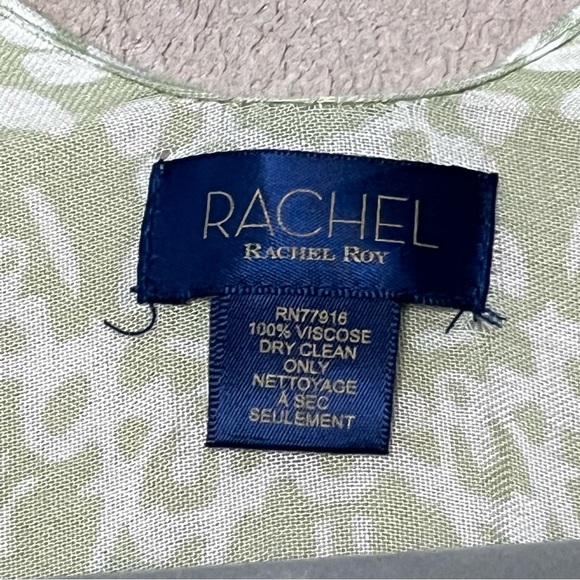 RACHEL
RACHEL ROY
RN77916
100% VISCOSE
DRY CLEAN
ONLY
NETTOYAGE
À SEC
SEULEMENT